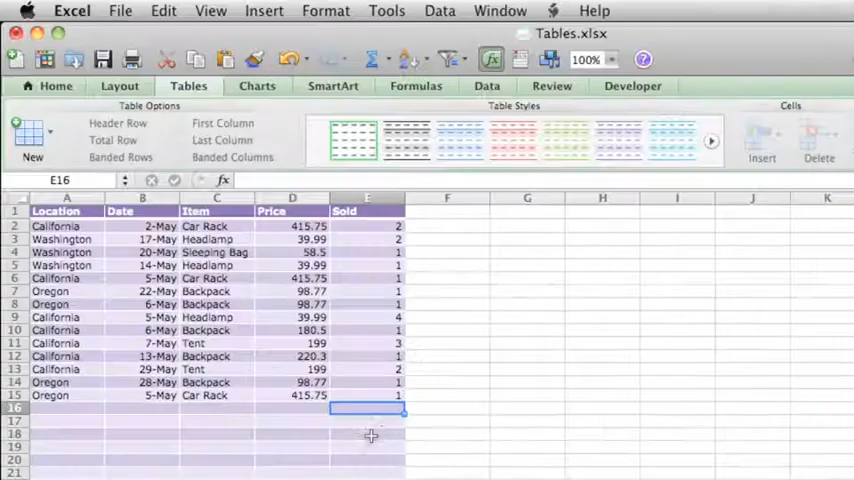 Excel File Edit View Insert Format Tools Data Window Help
Tables.xlsx
100%
Home Layout Tables Charts SmartArt Formulas Data Review Developer
Table Options Table Styles Cells
New Header Row First Column Insert Delete
Total Row Last Column
Banded Rows Banded Columns
E16 fx
A B C D E F G H I J K
1 Location Date Item Price Sold
2 California 2-May Car Rack 415.75 2
3 Washington 17-May Headlamp 39.99 2
4 Washington 20-May Sleeping Bag 58.5 1
5 Washington 14-May Headlamp 39.99 1
6 California 5-May Car Rack 415.75 1
7 Oregon 22-May Backpack 98.77 1
8 Oregon 6-May Backpack 98.77 1
9 California 5-May Headlamp 39.99 4
10 California 6-May Backpack 180.5 1
11 California 7-May Tent 199 3
12 California 13-May Backpack 220.3 1
13 California 29-May Tent 199 2
14 Oregon 28-May Backpack 98.77 1
15 Oregon 5-May Car Rack 415.75 1
16
17
18
19
20
21